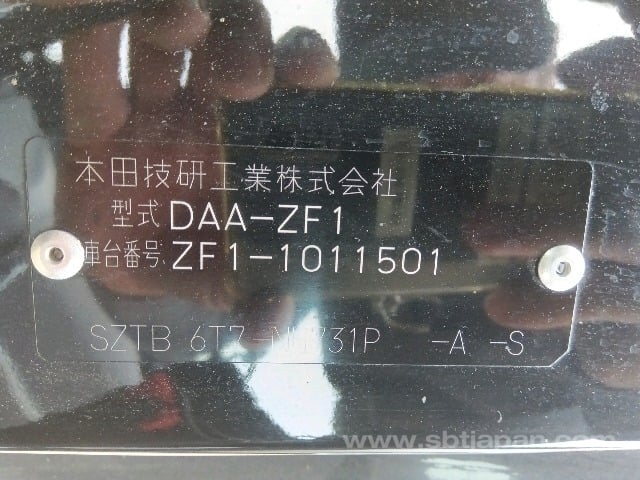 本田技研工業株式会社
型式 DAA-ZF1
車台番号 ZF1-1011501
SZTB 6T7-NH731P -A -S
www.sbtjapan.com